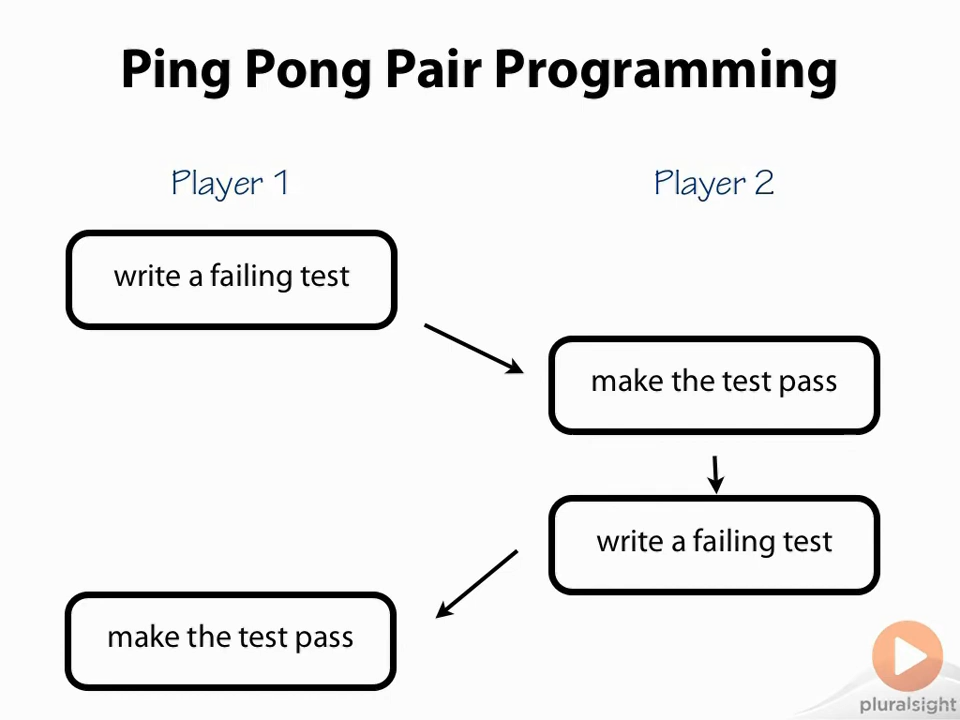 Ping Pong Pair Programming
Player 1
Player 2
write a failing test
make the test pass
write a failing test
make the test pass
pluralsight